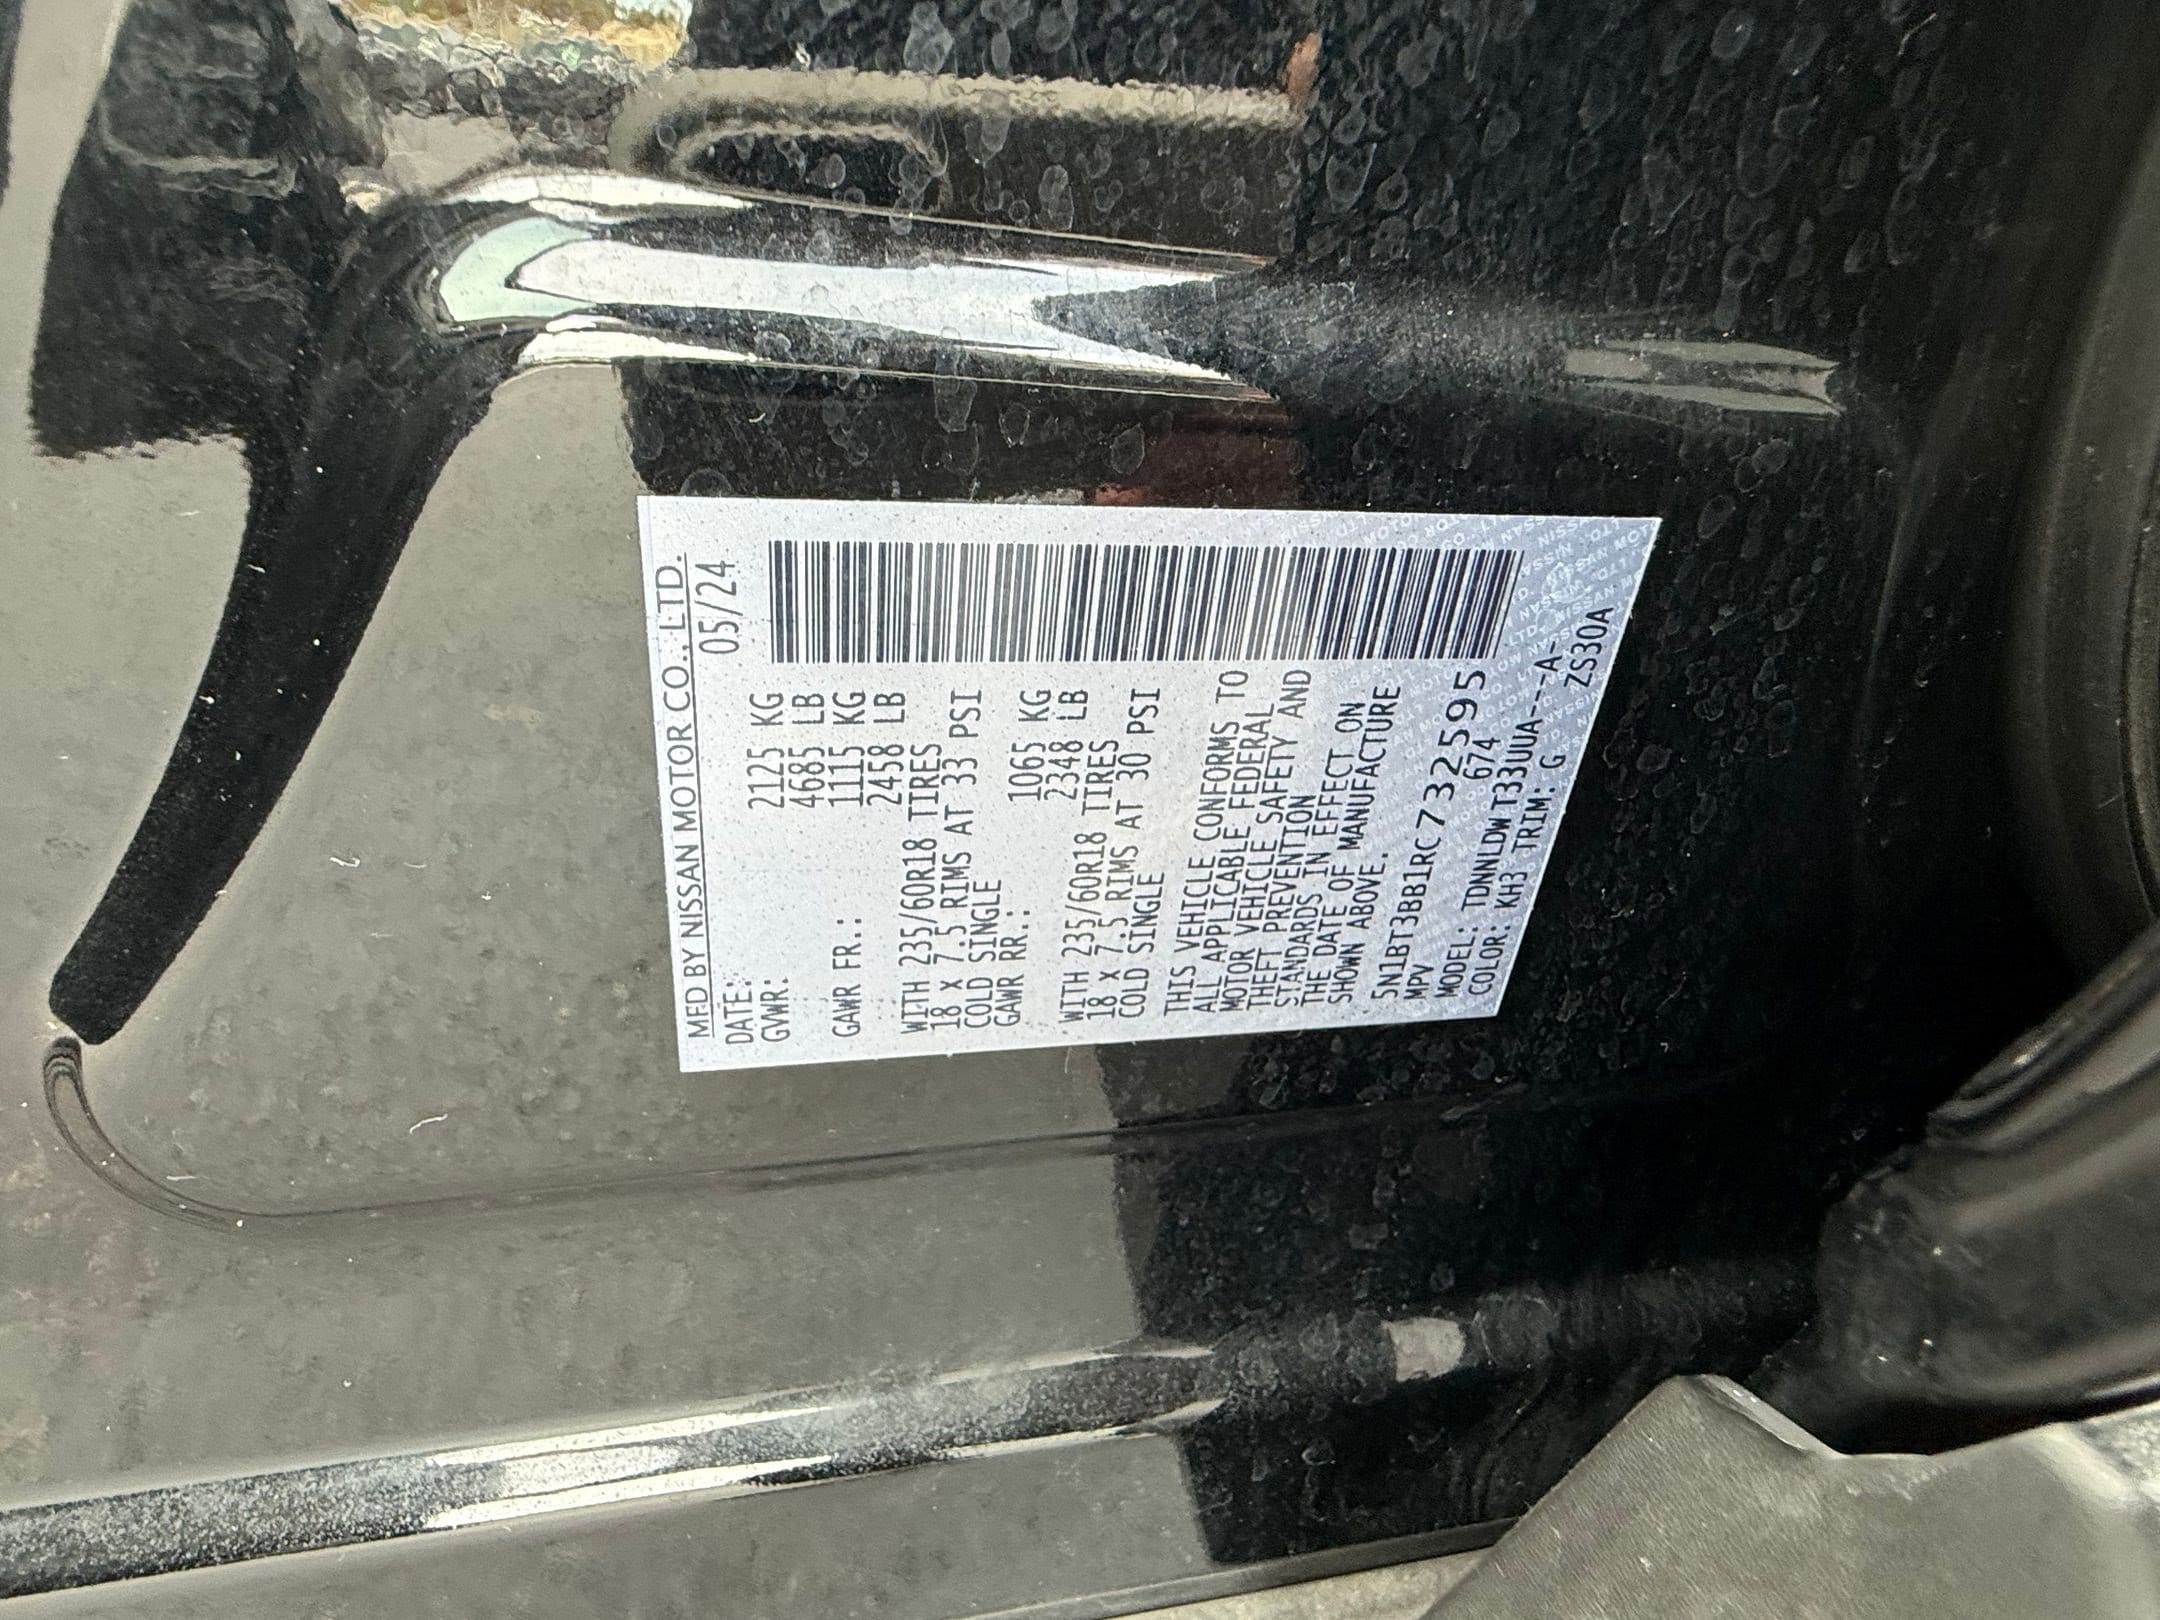 MFD BY NISSAN MOTOR CO., LTD.
DATE: 05/24
GVWR: 2125 KG
4685 LB
GAWR FR.: 1115 KG
2458 LB
WITH 235/60R18 TIRES
18 x 7.5 RIMS AT 33 PSI
COLD SINGLE
GAWR RR.: 1065 KG
2348 LB
WITH 235/60R18 TIRES
18 x 7.5 RIMS AT 30 PSI
COLD SINGLE
THIS VEHICLE CONFORMS TO
ALL APPLICABLE FEDERAL
MOTOR VEHICLE SAFETY AND
THEFT PREVENTION
STANDARDS IN EFFECT ON
THE DATE OF MANUFACTURE
SHOWN ABOVE.
5N1BT3BB1RC732595
MPV 674
MODEL: TDNNLDW T33UUA---A-
COLOR: KH3 TRIM: G ZS30A